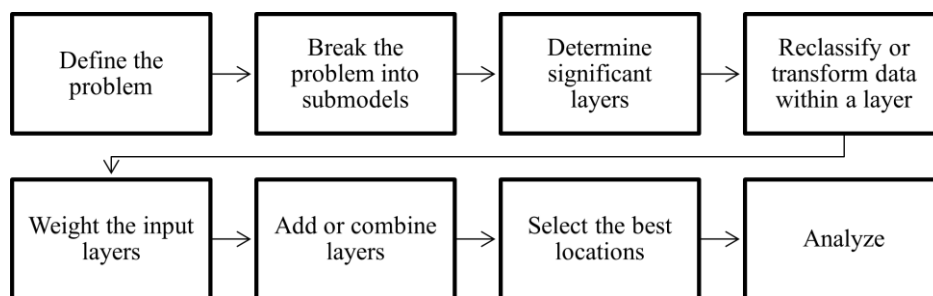 Define the
problem
Break the
problem into
submodels
Determine
significant
layers
Reclassify or
transform data
within a layer
Weight the input
layers
Add or combine
layers
Select the best
locations
Analyze